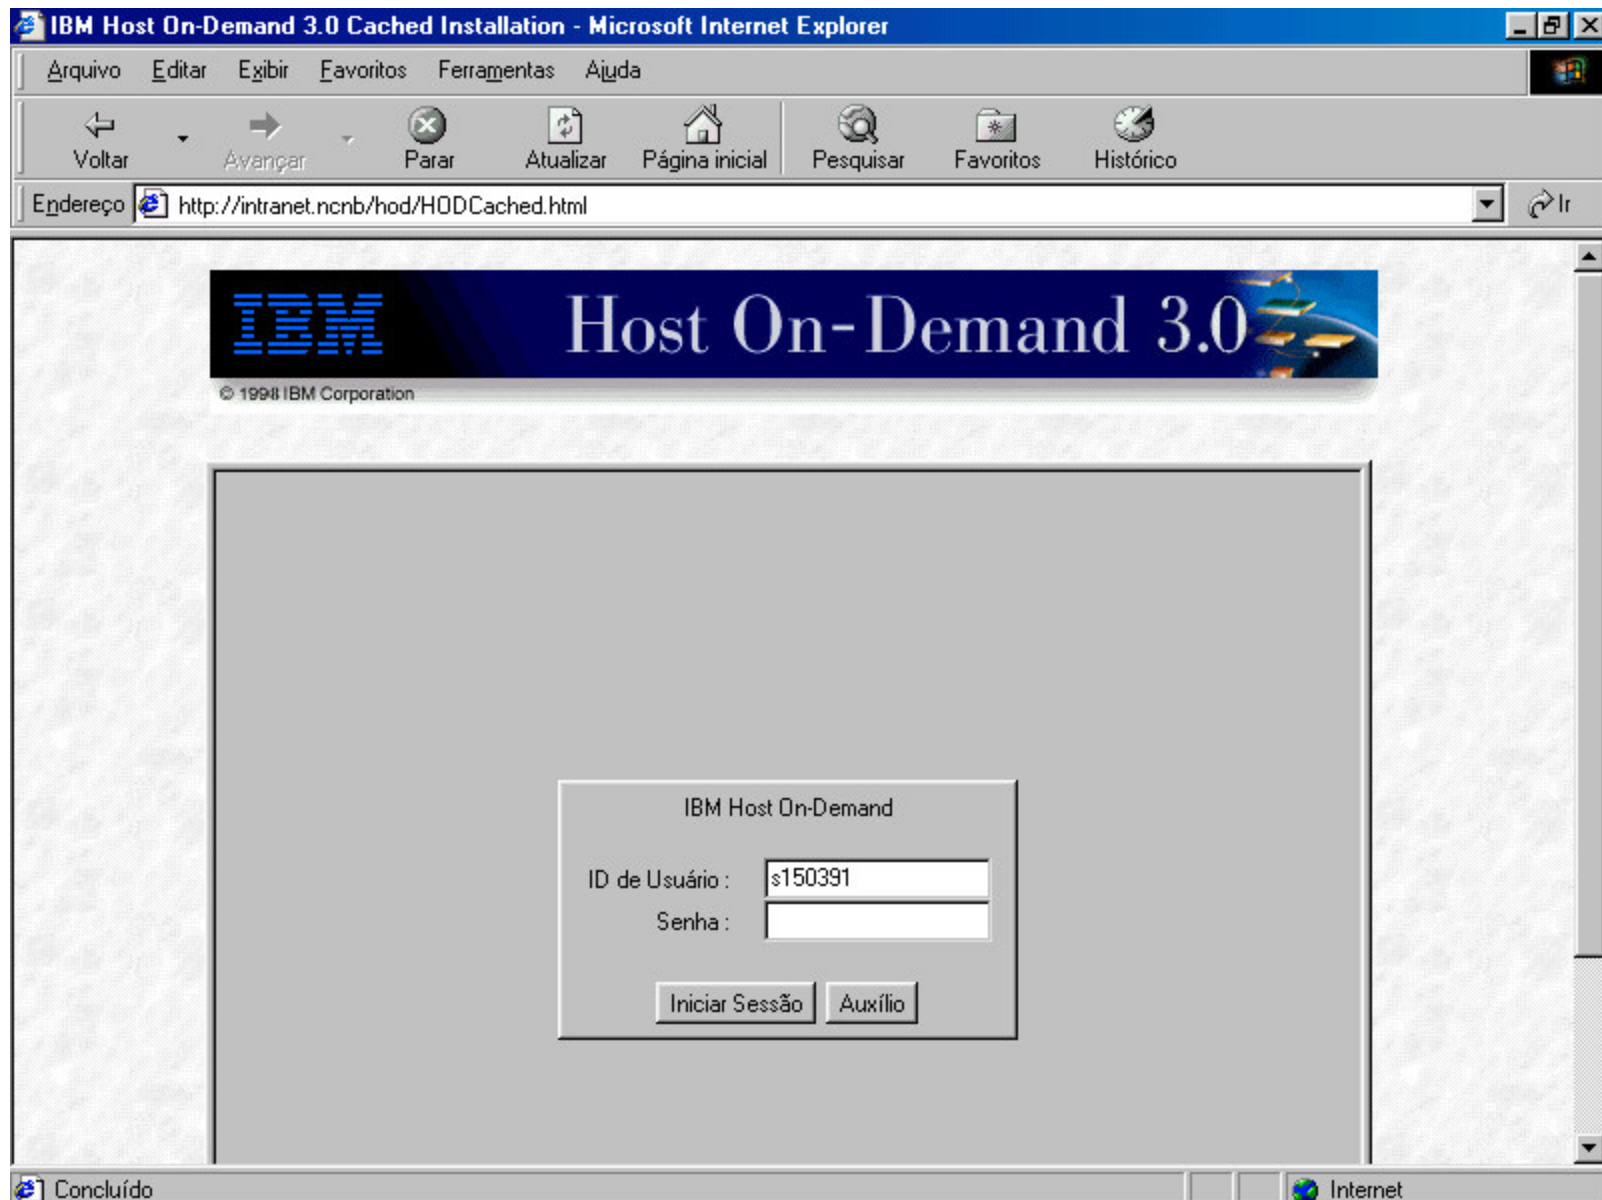 IBM Host On-Demand 3.0 Cached Installation - Microsoft Internet Explorer
Arquivo Editar Exibir Favoritos Ferramentas Ajuda
Voltar Avançar Parar Atualizar Página inicial Pesquisar Favoritos Histórico
Endereço http://intranet.ncnb/hod/HODCached.html Ir
IBM Host On-Demand 3.0
© 1998 IBM Corporation
IBM Host On-Demand
ID de Usuário : s150391
Senha :
Iniciar Sessão Auxílio
Concluído Internet